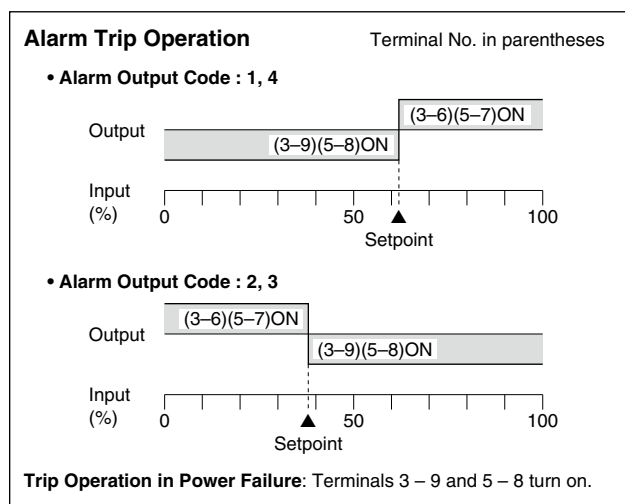 Alarm Trip Operation Terminal No. in parentheses
• Alarm Output Code : 1, 4
(3–6)(5–7)ON
Output
(3–9)(5–8)ON
Input
(%) 0 50 100
Setpoint
• Alarm Output Code : 2, 3
(3–6)(5–7)ON
Output
(3–9)(5–8)ON
Input
(%) 0 50 100
Setpoint
Trip Operation in Power Failure: Terminals 3 – 9 and 5 – 8 turn on.